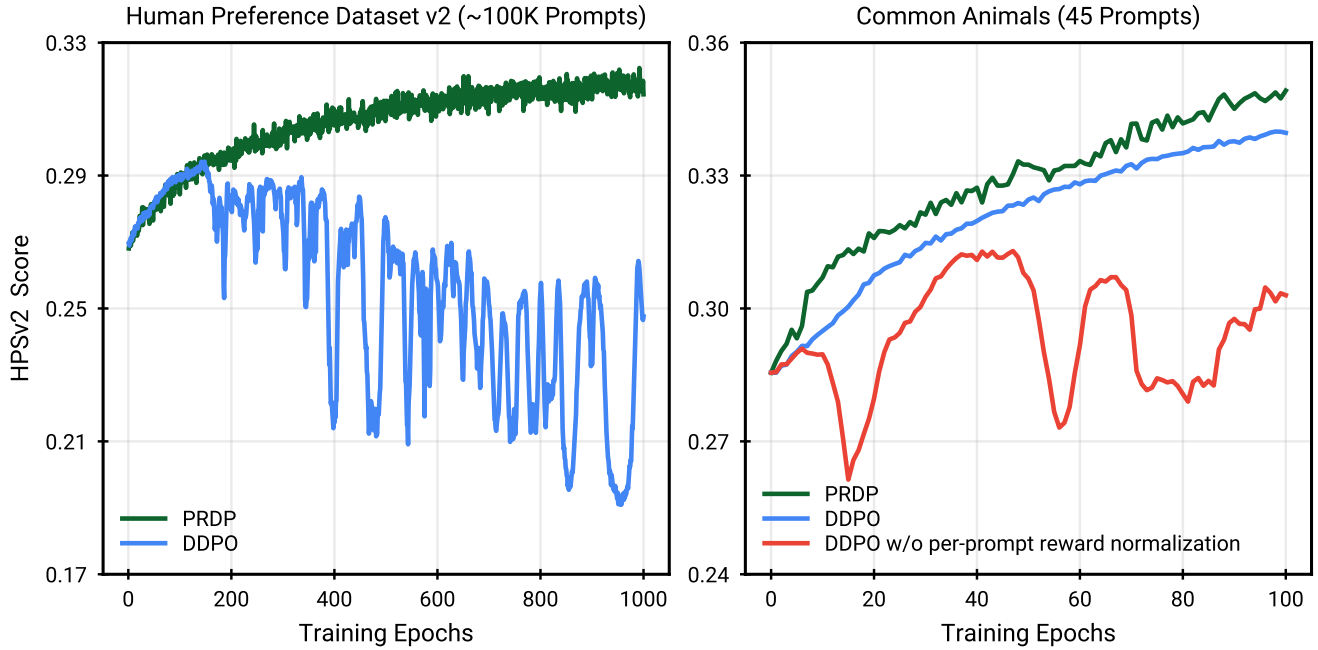 Human Preference Dataset v2 (~100K Prompts)
HPSv2 Score
0.33
0.29
0.25
0.21
0.17
PRDP
DDPO
0 200 400 600 800 1000
Training Epochs
Common Animals (45 Prompts)
0.36
0.33
0.30
0.27
0.24
PRDP
DDPO
DDPO w/o per-prompt reward normalization
0 20 40 60 80 100
Training Epochs